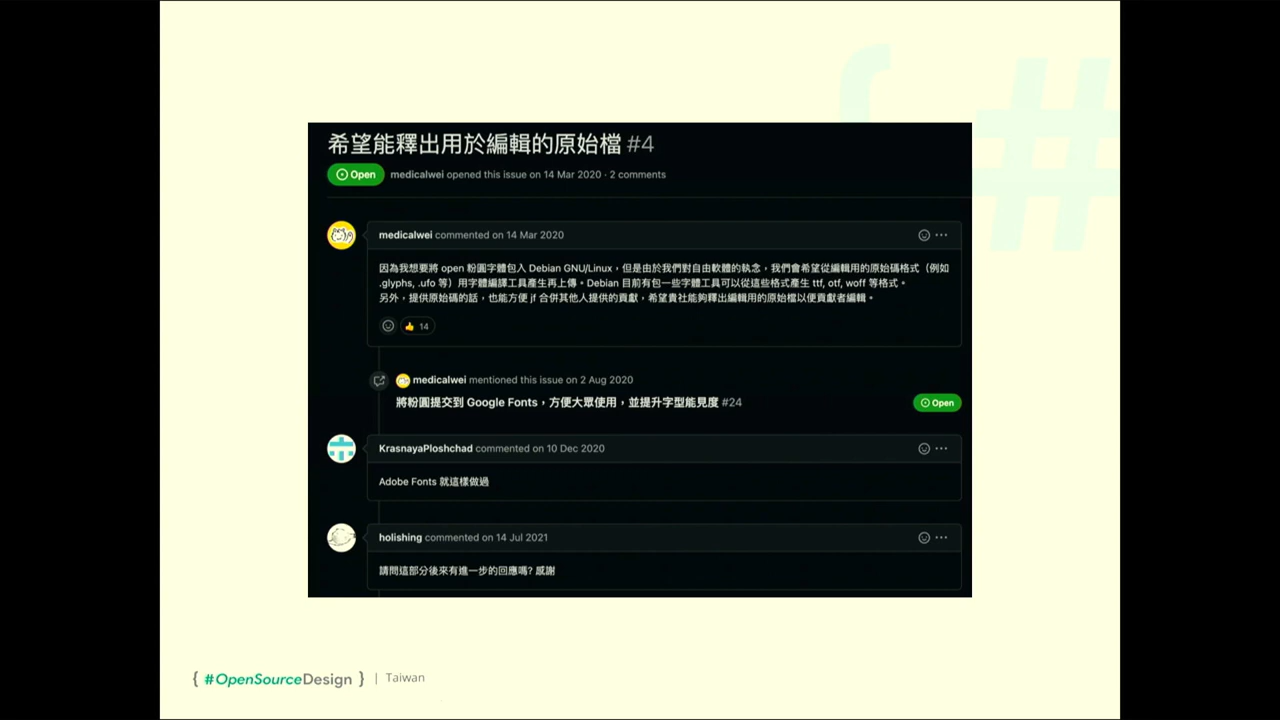 希望能釋出用於編輯的原始檔 #4
Open medicalwei opened this issue on 14 Mar 2020 · 2 comments
medicalwei commented on 14 Mar 2020
因為我想要將 open 粉圓字體包入 Debian GNU/Linux，但是由於我們對自由軟體的執念，我們會希望從編輯用的原始碼格式（例如
.glyphs, .ufo 等）用字體編譯工具產生再上傳。Debian 目前有包一些字體工具可以從這些格式產生 ttf, otf, woff 等格式。
另外，提供原始碼的話，也能方便 jf 合併其他人提供的貢獻，希望貴社能夠釋出編輯用的原始檔以便貢獻者編輯。
👍 14
medicalwei mentioned this issue on 2 Aug 2020
將粉圓提交到 Google Fonts，方便大眾使用，並提升字型能見度 #24
Open
KrasnayaPloshchad commented on 10 Dec 2020
Adobe Fonts 就這樣做過
holishing commented on 14 Jul 2021
請問這部分後來有進一步的回應嗎? 感謝
{ #OpenSourceDesign } | Taiwan